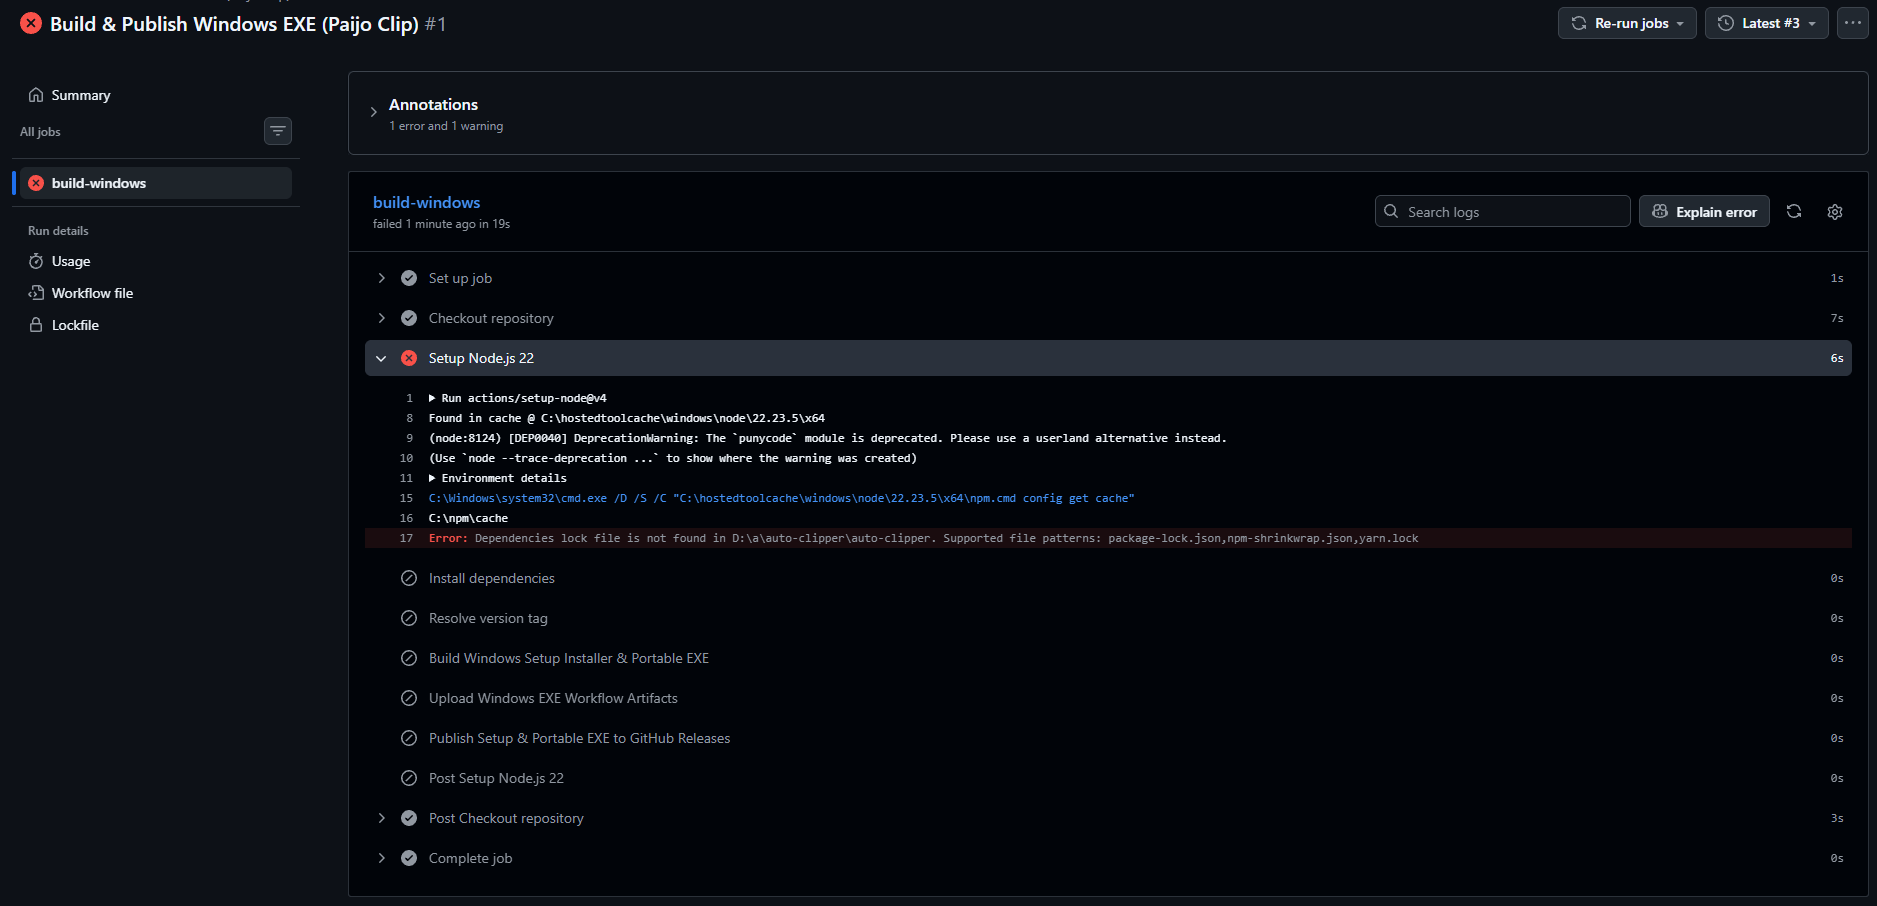 Build & Publish Windows EXE (Paijo Clip) #1
Re-run jobs
Latest #3
Summary
All jobs
build-windows
Run details
Usage
Workflow file
Lockfile
Annotations
1 error and 1 warning
build-windows
failed 1 minute ago in 19s
Search logs
Explain error
Set up job 1s
Checkout repository 7s
Setup Node.js 22 6s
1 Run actions/setup-node@v4
8 Found in cache @ C:\hostedtoolcache\windows\node\22.23.5\x64
9 (node:8124) [DEP0040] DeprecationWarning: The `punycode` module is deprecated. Please use a userland alternative instead.
10 (Use `node --trace-deprecation ...` to show where the warning was created)
11 Environment details
15 C:\Windows\system32\cmd.exe /D /S /C "C:\hostedtoolcache\windows\node\22.23.5\x64\npm.cmd config get cache"
16 C:\npm\cache
17 Error: Dependencies lock file is not found in D:\a\auto-clipper\auto-clipper. Supported file patterns: package-lock.json,npm-shrinkwrap.json,yarn.lock
Install dependencies 0s
Resolve version tag 0s
Build Windows Setup Installer & Portable EXE 0s
Upload Windows EXE Workflow Artifacts 0s
Publish Setup & Portable EXE to GitHub Releases 0s
Post Setup Node.js 22 0s
Post Checkout repository 3s
Complete job 0s